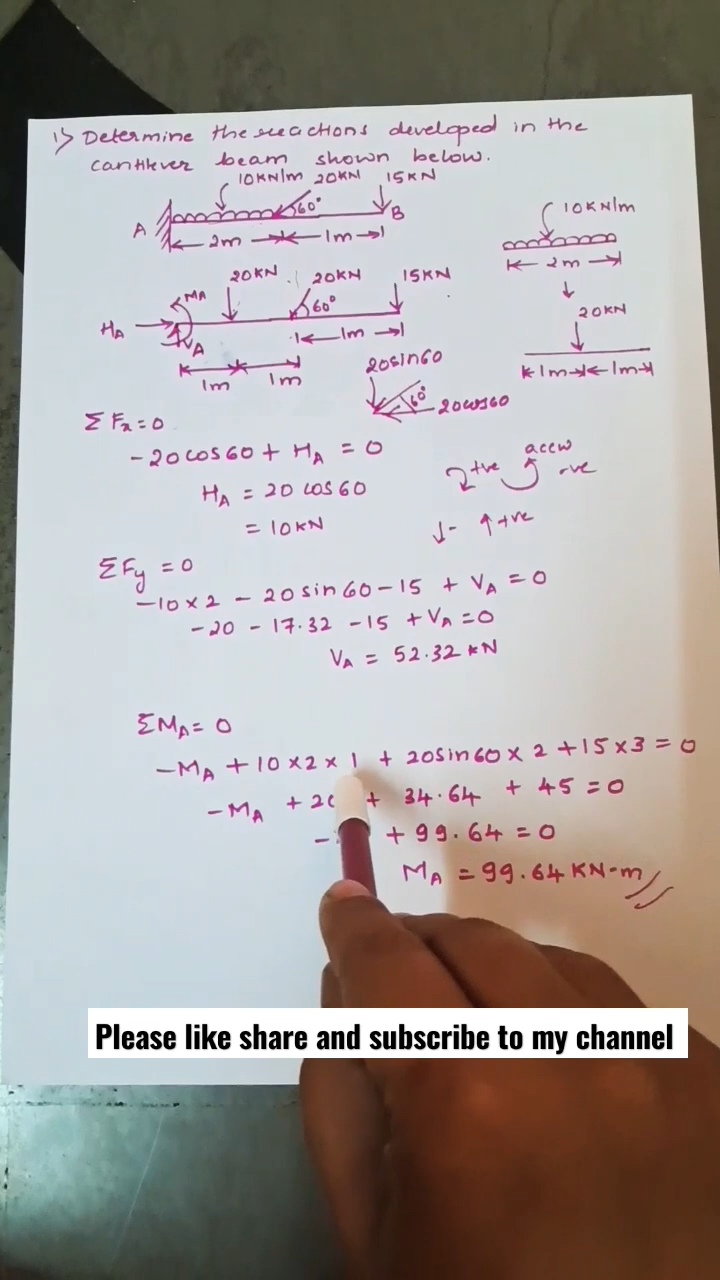 1) Determine the reactions developed in the
cantilever beam shown below.
10KN/m 20KN 15KN
A 60° B
2m 1m
10KN/m
2m
20KN
1m 1m
20KN 20KN 15KN
MA
HA 60°
VA
1m
1m 1m
20sin60
60° 20cos60
ΣFx=0
-20cos60 + HA = 0
HA = 20 cos 60
= 10KN
+ve accw -ve
↓- ↑+ve
ΣFy = 0
-10×2 - 20sin60-15 + VA = 0
-20 - 17.32 -15 +VA=0
VA = 52.32 KN
ΣMA= 0
-MA +10×2×1 + 20sin60×2+15×3=0
-MA +20 + 34.64 + 45=0
- +99.64=0
MA =99.64KN-m//
Please like share and subscribe to my channel